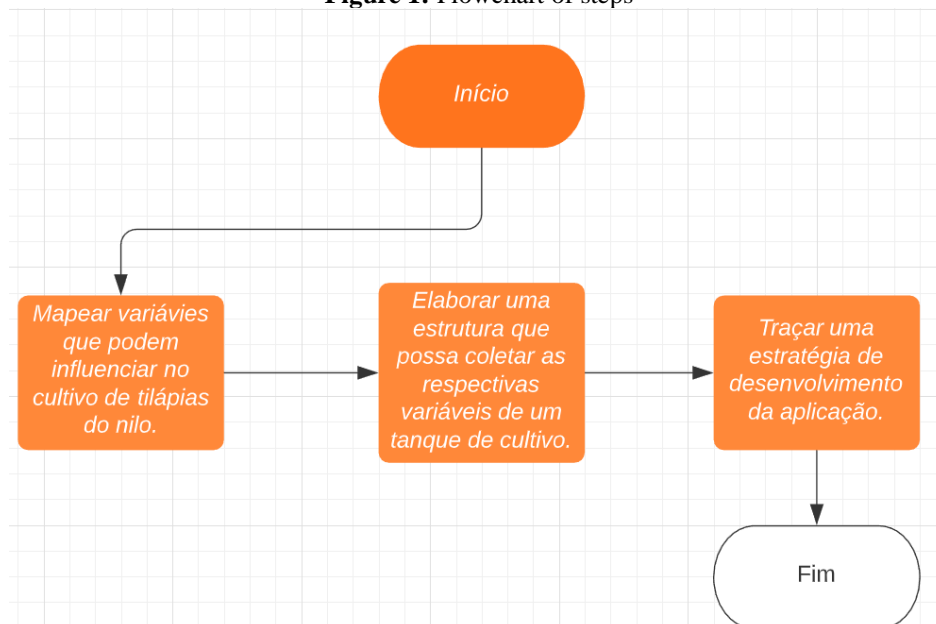 Figure 1. Flowchart of steps
Início
Mapear variávies
que podem
influenciar no
cultivo de tilápias
do nilo.
Elaborar uma
estrutura que
possa coletar as
respectivas
variáveis de um
tanque de cultivo.
Traçar uma
estratégia de
desenvolvimento
da aplicação.
Fim